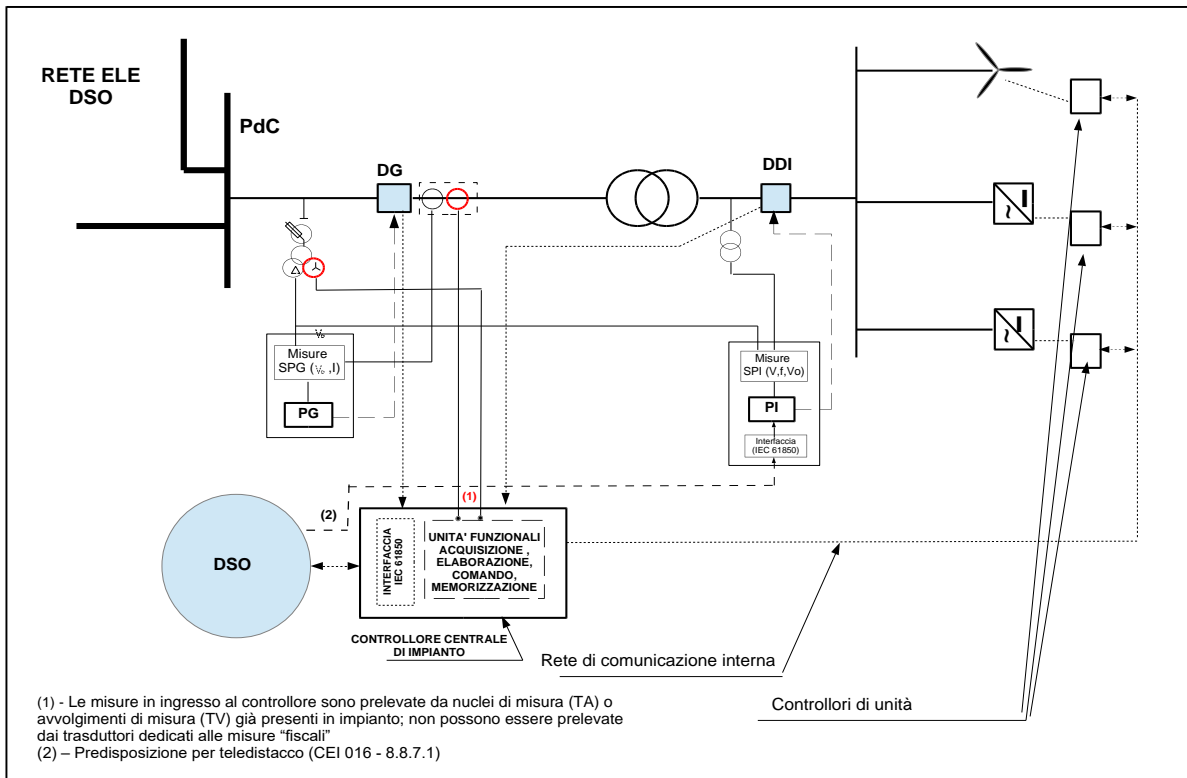 RETE ELE
DSO
PdC
DG
DDI
Misure
SPG (V₀ ,I)
PG
Misure
SPI (V,f,Vo)
PI
Interfaccia
(IEC 61850)
(1)
(2)
DSO
INTERFACCIA
IEC 61850
UNITA' FUNZIONALI
ACQUISIZIONE ,
ELABORAZIONE,
COMANDO,
MEMORIZZAZIONE
CONTROLLORE CENTRALE
DI IMPIANTO
Rete di comunicazione interna
Controllori di unità
(1) - Le misure in ingresso al controllore sono prelevate da nuclei di misura (TA) o
avvolgimenti di misura (TV) già presenti in impianto; non possono essere prelevate
dai trasduttori dedicati alle misure “fiscali”
(2) – Predisposizione per teledistacco (CEI 016 - 8.8.7.1)